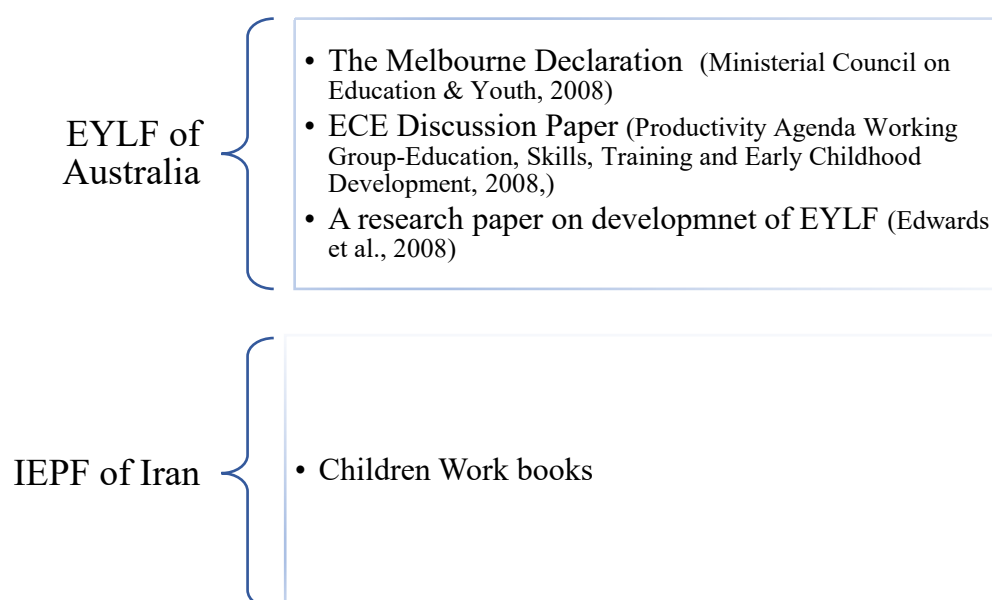 EYLF of
Australia
• The Melbourne Declaration (Ministerial Council on
Education & Youth, 2008)
• ECE Discussion Paper (Productivity Agenda Working
Group-Education, Skills, Training and Early Childhood
Development, 2008,)
• A research paper on developmnet of EYLF (Edwards
et al., 2008)
IEPF of Iran
• Children Work books